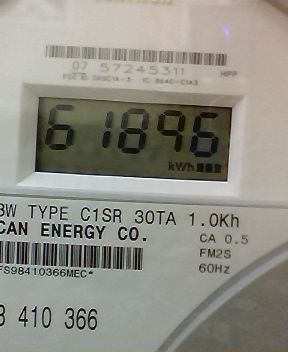 07 57245311 HPP
61896
kWh
3W TYPE C1SR 30TA 1.0Kh
CAN ENERGY CO.
CA 0.5
FM2S
60Hz
FS98410366MEC*
410 366